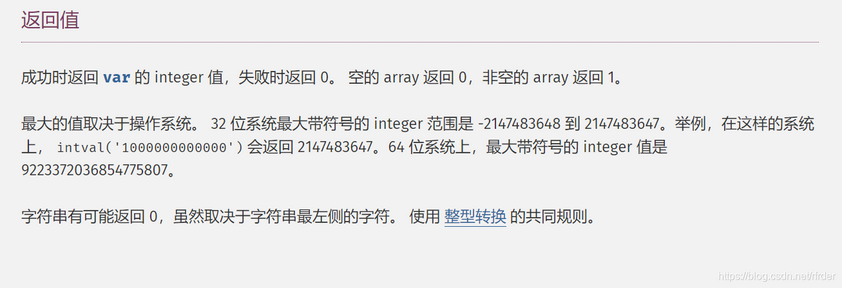 返回值
成功时返回 var 的 integer 值，失败时返回 0。 空的 array 返回 0，非空的 array 返回 1。
最大的值取决于操作系统。 32 位系统最大带符号的 integer 范围是 -2147483648 到 2147483647。举例，在这样的系统
上， intval('1000000000000') 会返回 2147483647。64 位系统上，最大带符号的 integer 值是
9223372036854775807。
字符串有可能返回 0，虽然取决于字符串最左侧的字符。 使用 整型转换 的共同规则。
https://blog.csdn.net/rfrder